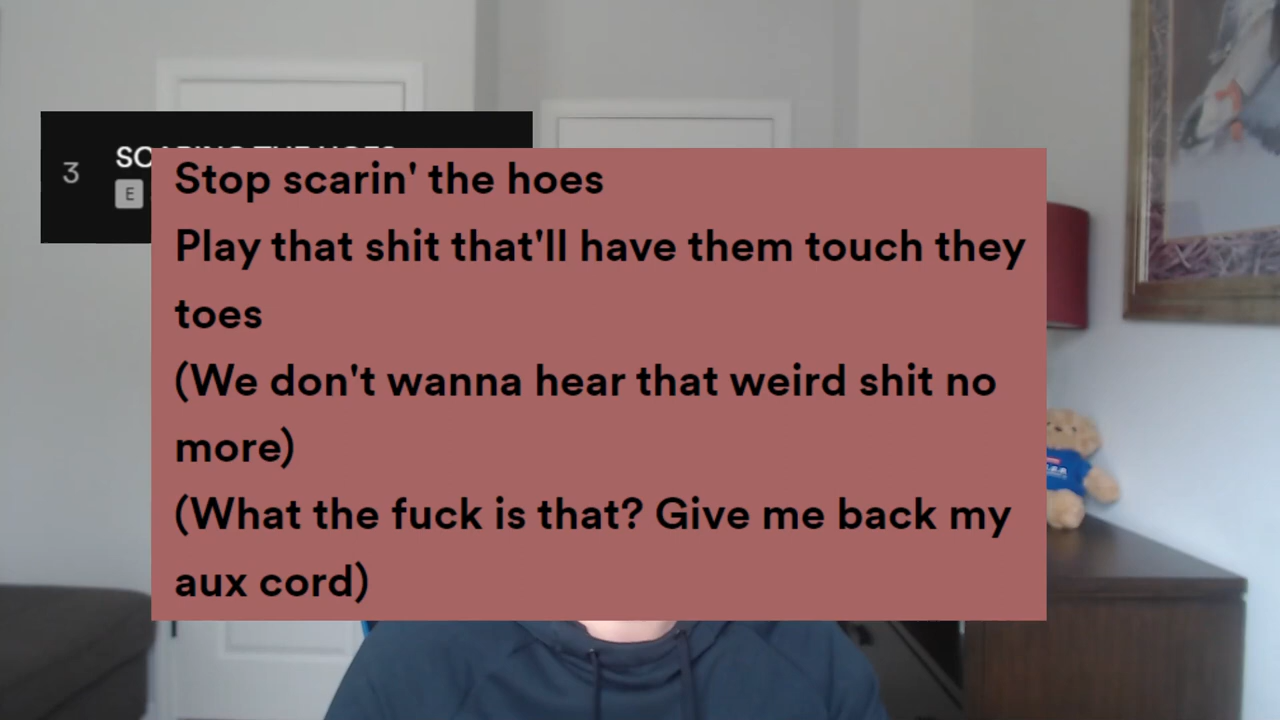 3
SC
E
Stop scarin' the hoes
Play that shit that'll have them touch they
toes
(We don't wanna hear that weird shit no
more)
(What the fuck is that? Give me back my
aux cord)